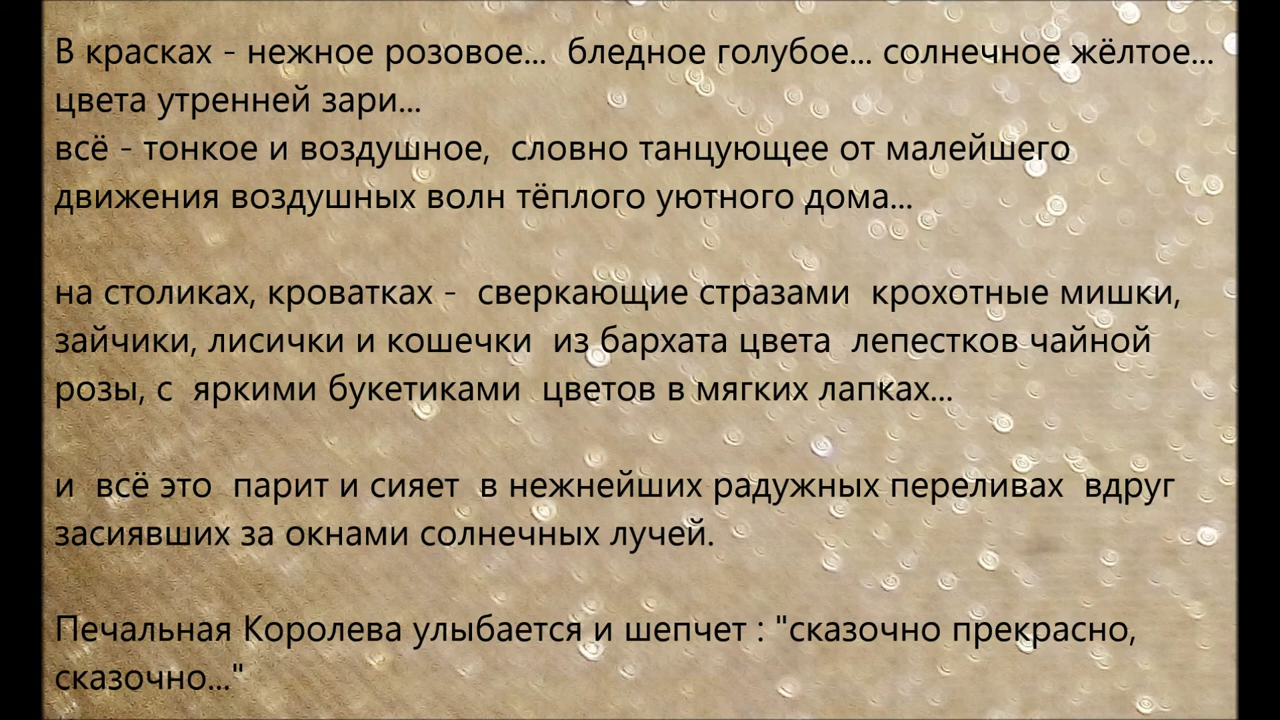 В красках - нежное розовое...  бледное голубое... солнечное жёлтое...
цвета утренней зари...
всё - тонкое и воздушное,  словно танцующее от малейшего
движения воздушных волн тёплого уютного дома...
на столиках, кроватках -  сверкающие стразами  крохотные мишки,
зайчики, лисички и кошечки  из бархата цвета  лепестков чайной
розы, с  яркими букетиками  цветов в мягких лапках...
и  всё это  парит и сияет  в нежнейших радужных переливах  вдруг
засиявших за окнами солнечных лучей.
Печальная Королева улыбается и шепчет : "сказочно прекрасно,
сказочно..."